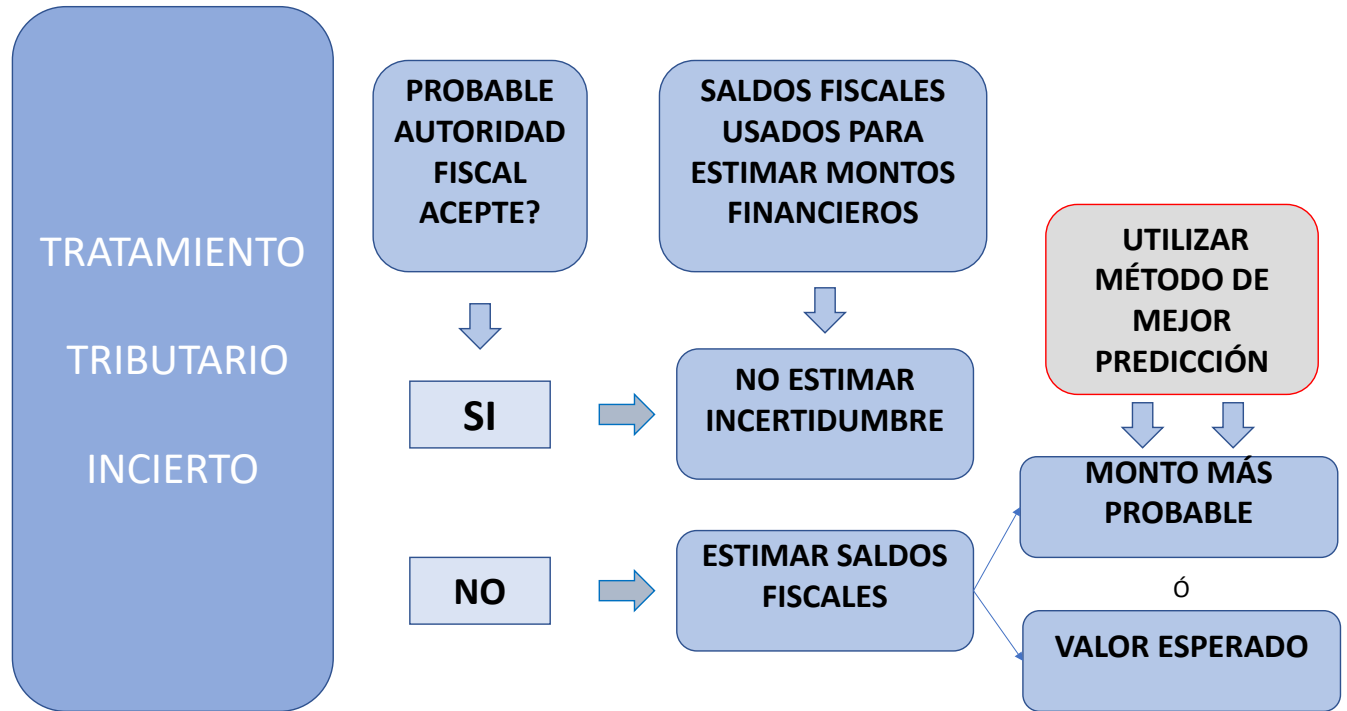 TRATAMIENTO
TRIBUTARIO
INCIERTO
PROBABLE
AUTORIDAD
FISCAL
ACEPTE?
SALDOS FISCALES
USADOS PARA
ESTIMAR MONTOS
FINANCIEROS
UTILIZAR
MÉTODO DE
MEJOR
PREDICCIÓN
SI
NO ESTIMAR
INCERTIDUMBRE
MONTO MÁS
PROBABLE
NO
ESTIMAR SALDOS
FISCALES
Ó
VALOR ESPERADO